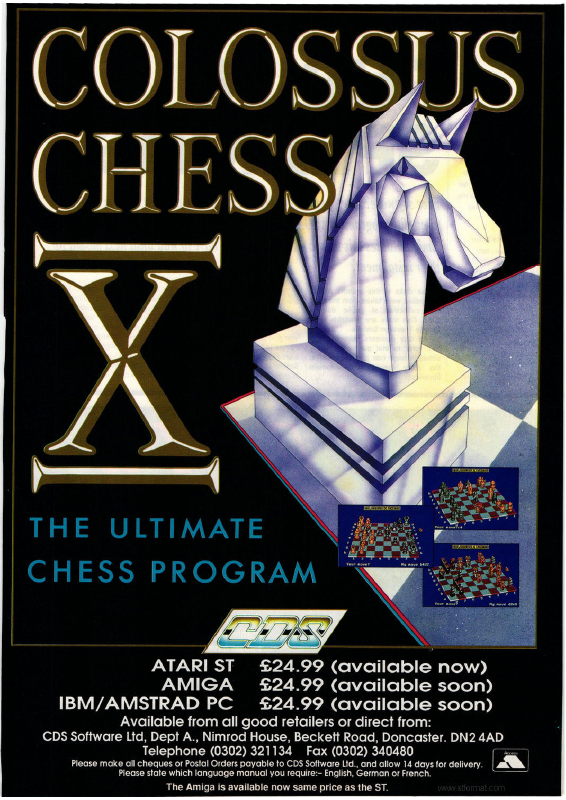 COLOSSUS
CHESS
X
THE ULTIMATE
CHESS PROGRAM
CDS
ATARI ST £24.99 (available now)
AMIGA £24.99 (available soon)
IBM/AMSTRAD PC £24.99 (available soon)
Available from all good retailers or direct from:
CDS Software Ltd, Dept A., Nimrod House, Beckett Road, Doncaster. DN2 4AD
Telephone (0302) 321134 Fax (0302) 340480
Please make all cheques or Postal Orders payable to CDS Software Ltd., and allow 14 days for delivery.
Please state which language manual you require:- English, German or French.
Access
The Amiga is available now same price as the ST.
www.stformat.com